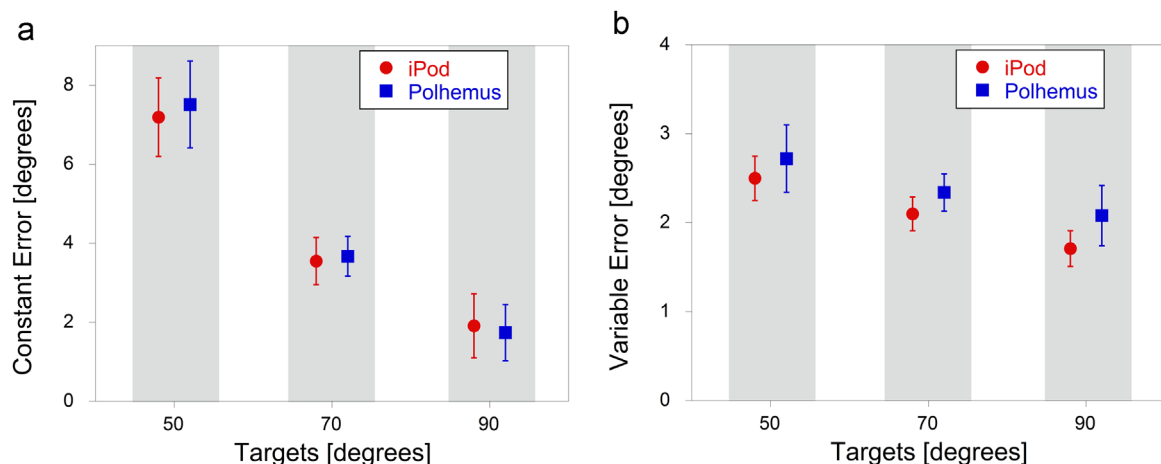 a
iPod
Polhemus
Constant Error [degrees]
8
6
4
2
0
50 70 90
Targets [degrees]
b
iPod
Polhemus
Variable Error [degrees]
4
3
2
1
0
50 70 90
Targets [degrees]